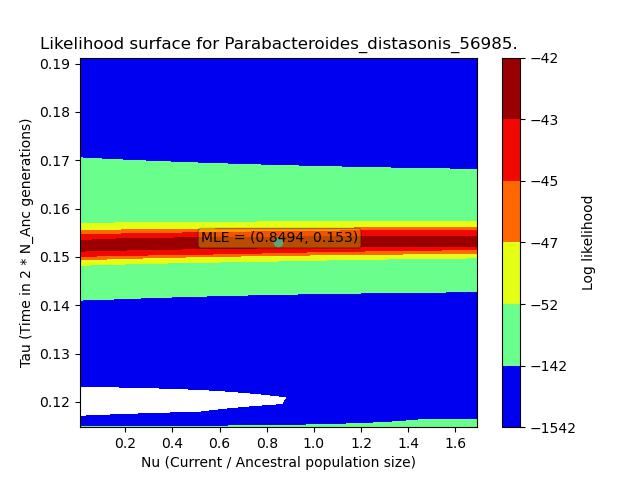 Likelihood surface for Parabacteroides_distasonis_56985.
0.19
0.18
0.17
0.16
0.15
0.14
0.13
0.12
Tau (Time in 2 * N_Anc generations)
MLE = (0.8494, 0.153)
0.2 0.4 0.6 0.8 1.0 1.2 1.4 1.6
Nu (Current / Ancestral population size)
−42
−43
−45
−47
−52
−142
−1542
Log likelihood